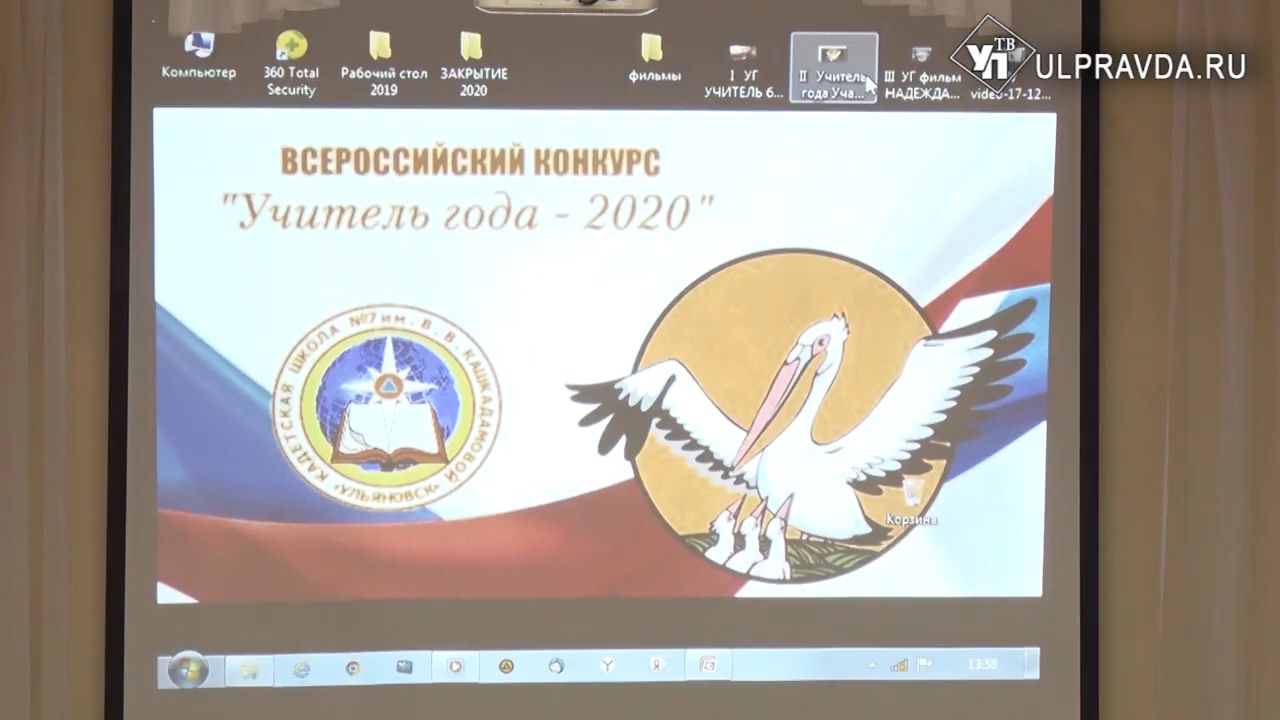 Компьютер
360 Total
Security
Рабочий стол
2019
ЗАКРЫТИЕ
2020
фильмы
I УГ
УЧИТЕЛЬ 6...
II Учитель
года Уча...
III УГ фильм
НАДЕЖДА...
video-17-12...
УП ТВ
ULPRAVDA.RU
ВСЕРОССИЙСКИЙ КОНКУРС
"Учитель года - 2020"
КАДЕТСКАЯ ШКОЛА №7 им. В. В. КАШКАДАМОВОЙ
«УЛЬЯНОВСК»
Корзина
Y
Я
13:58